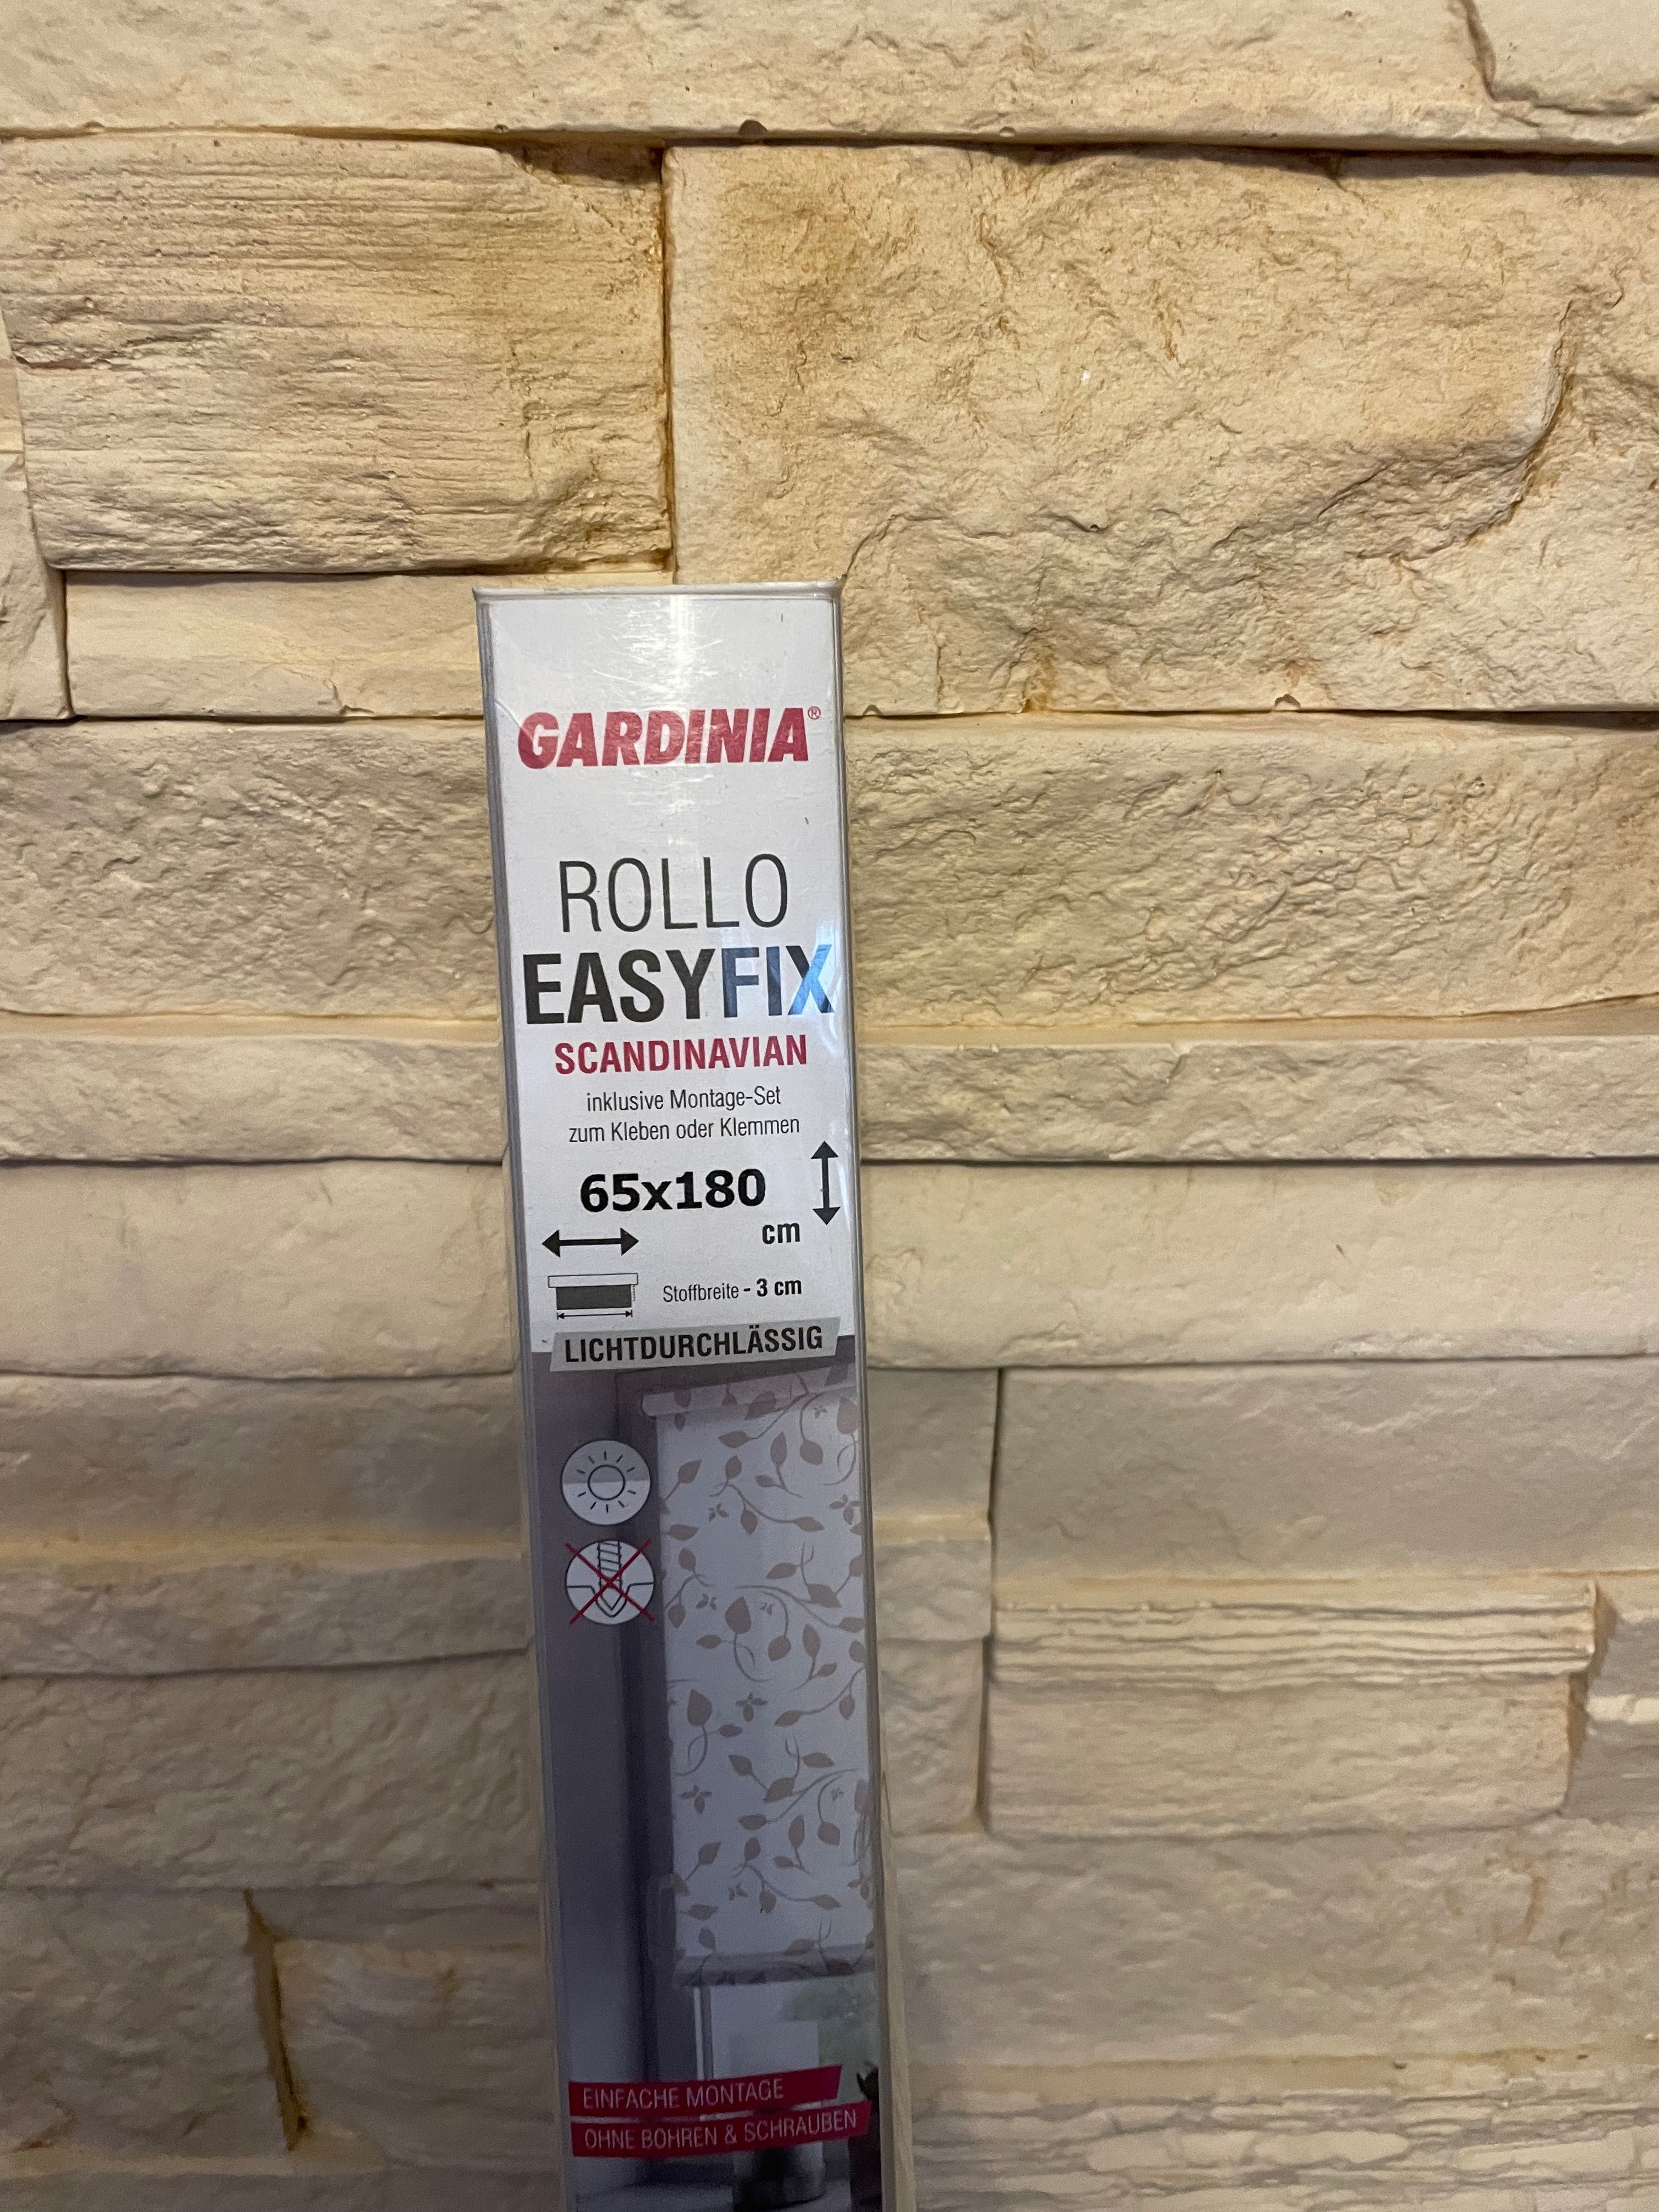 GARDINIA®
ROLLO
EASYFIX
SCANDINAVIAN
inklusive Montage-Set
zum Kleben oder Klemmen
65x180
cm
Stoffbreite - 3 cm
LICHTDURCHLÄSSIG
EINFACHE MONTAGE
OHNE BOHREN & SCHRAUBEN